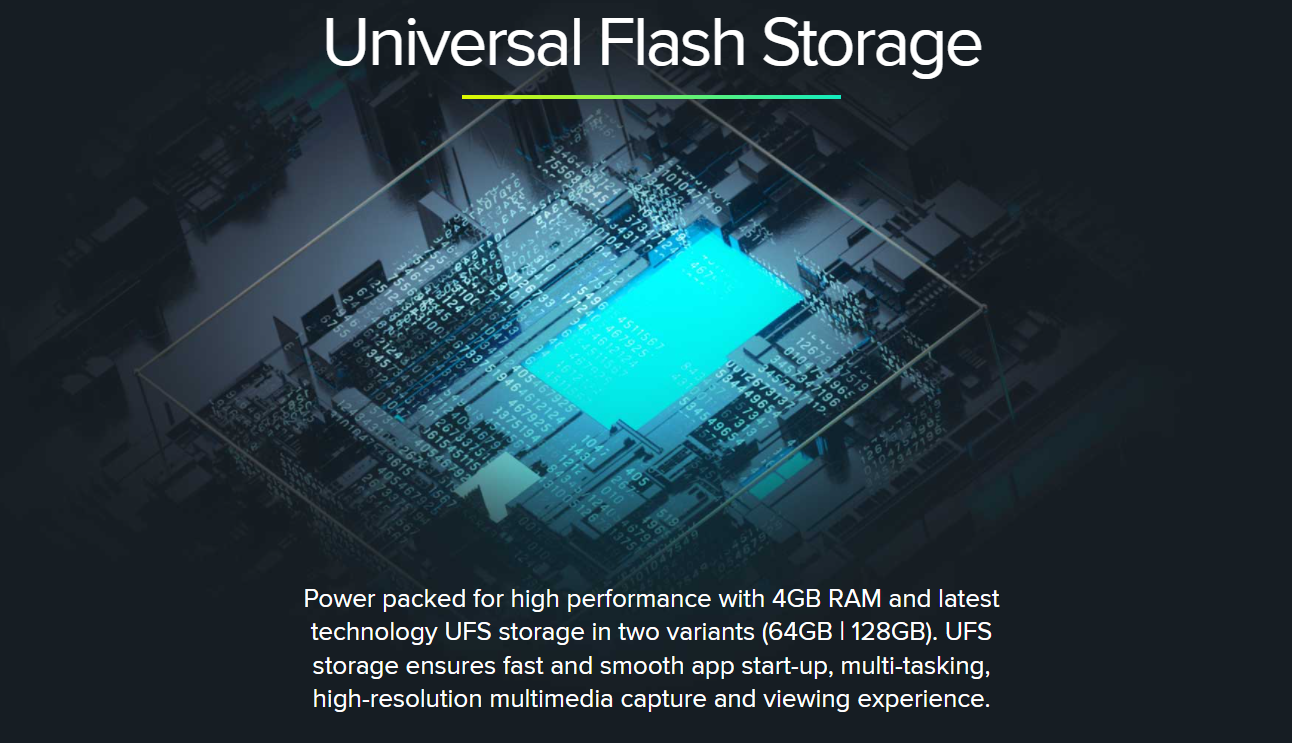 Universal Flash Storage
Power packed for high performance with 4GB RAM and latest
technology UFS storage in two variants (64GB | 128GB). UFS
storage ensures fast and smooth app start-up, multi-tasking,
high-resolution multimedia capture and viewing experience.